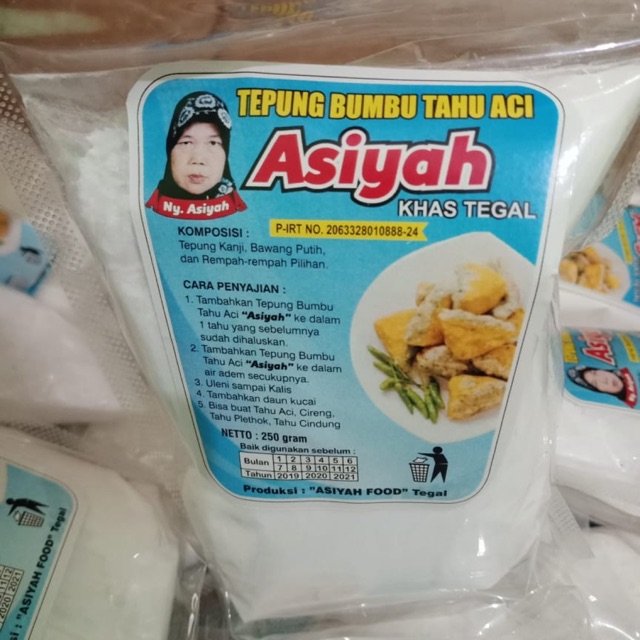 TEPUNG BUMBU TAHU ACI
Asiyah
Ny. Asiyah
KHAS TEGAL
P-IRT NO. 2063328010888-24
KOMPOSISI :
Tepung Kanji, Bawang Putih,
dan Rempah-rempah Pilihan.
CARA PENYAJIAN :
1. Tambahkan Tepung Bumbu
Tahu Aci "Asiyah" ke dalam
1 tahu yang sebelumnya
sudah dihaluskan.
2. Tambahkan Tepung Bumbu
Tahu Aci "Asiyah" ke dalam
air adem secukupnya.
3. Uleni sampai Kalis
4. Tambahkan daun kucai
5. Bisa buat Tahu Aci, Cireng,
Tahu Plethok, Tahu Cindung
NETTO : 250 gram
Baik digunakan sebelum :
Bulan 1 2 3 4 5 6
7 8 9 10 11 12
Tahun 2019 2020 2021
Produksi : "ASIYAH FOOD" Tegal
"ASIYAH FOOD" Tegal
Asiyah